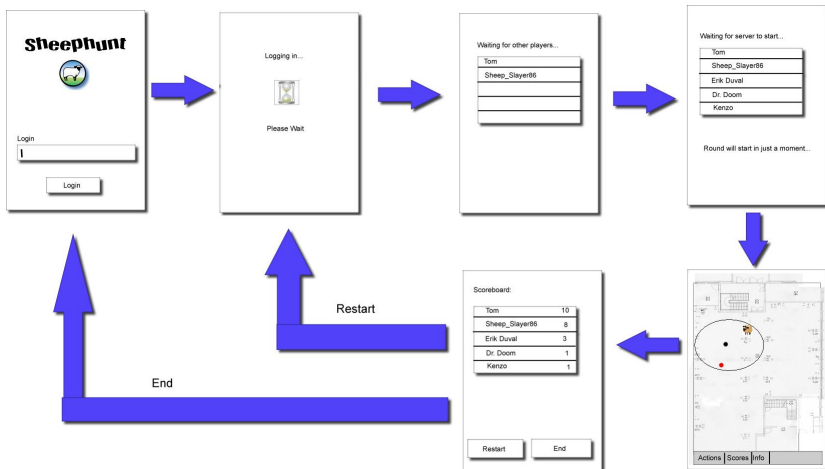 Sheephunt
Login
Login
Logging in...
Please Wait
Waiting for other players...
Tom
Sheep_Slayer86
Waiting for server to start...
Tom
Sheep_Slayer86
Erik Duval
Dr. Doom
Kenzo
Round will start in just a moment...
Restart
End
Scoreboard:
Tom 10
Sheep_Slayer86 8
Erik Duval 3
Dr. Doom 1
Kenzo 1
Restart End
Actions Scores Info